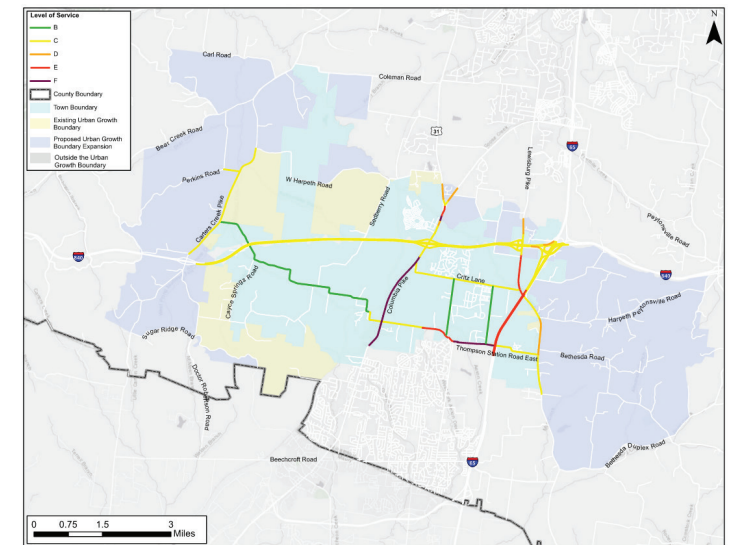 Level of Service
B
C
D
E
F
County Boundary
Town Boundary
Existing Urban Growth
Boundary
Proposed Urban Growth
Boundary Expansion
Outside the Urban
Growth Boundary
N
Carl Road
Coleman Road
31
65
Bear Creek Road
Lewisburg Pike
Perkins Road
W Harpeth Road
Sedberry Road
Carters Creek Pike
Peytonsville Road
840
840
Critz Lane
Cayce Springs Road
Columbia Pike
Harpeth Peytonsville Road
Sugar Ridge Road
Thompson Station Road East
Bethesda Road
Doctor Robertson Road
Bethesda Duplex Road
Beechcroft Road
65
0 0.75 1.5 3
Miles